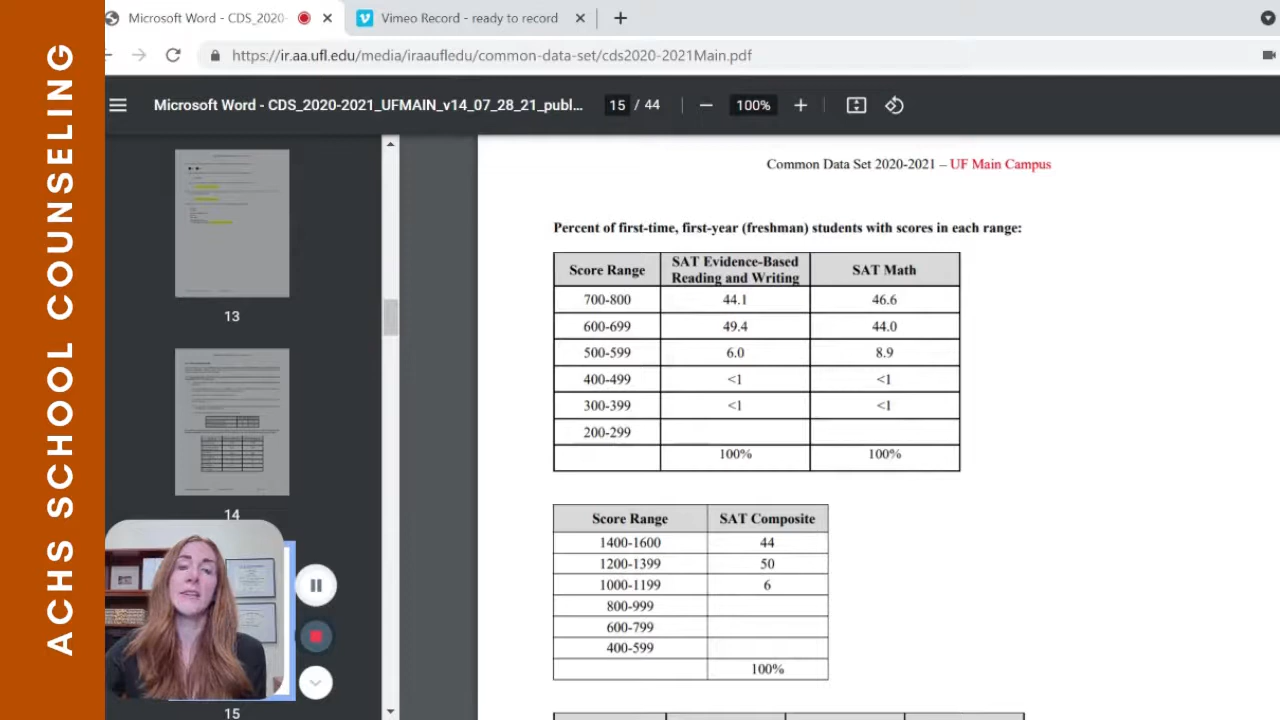 ACHS SCHOOL COUNSELING
Microsoft Word - CDS_2020-
Vimeo Record - ready to record
https://ir.aa.ufl.edu/media/iraaufledu/common-data-set/cds2020-2021Main.pdf
Microsoft Word - CDS_2020-2021_UFMAIN_v14_07_28_21_publ...
15 / 44
100%
13
14
15
Common Data Set 2020-2021 – UF Main Campus
Percent of first-time, first-year (freshman) students with scores in each range:
Score Range SAT Evidence-Based Reading and Writing SAT Math
700-800 44.1 46.6
600-699 49.4 44.0
500-599 6.0 8.9
400-499 <1 <1
300-399 <1 <1
200-299
100% 100%
Score Range SAT Composite
1400-1600 44
1200-1399 50
1000-1199 6
800-999
600-799
400-599
100%